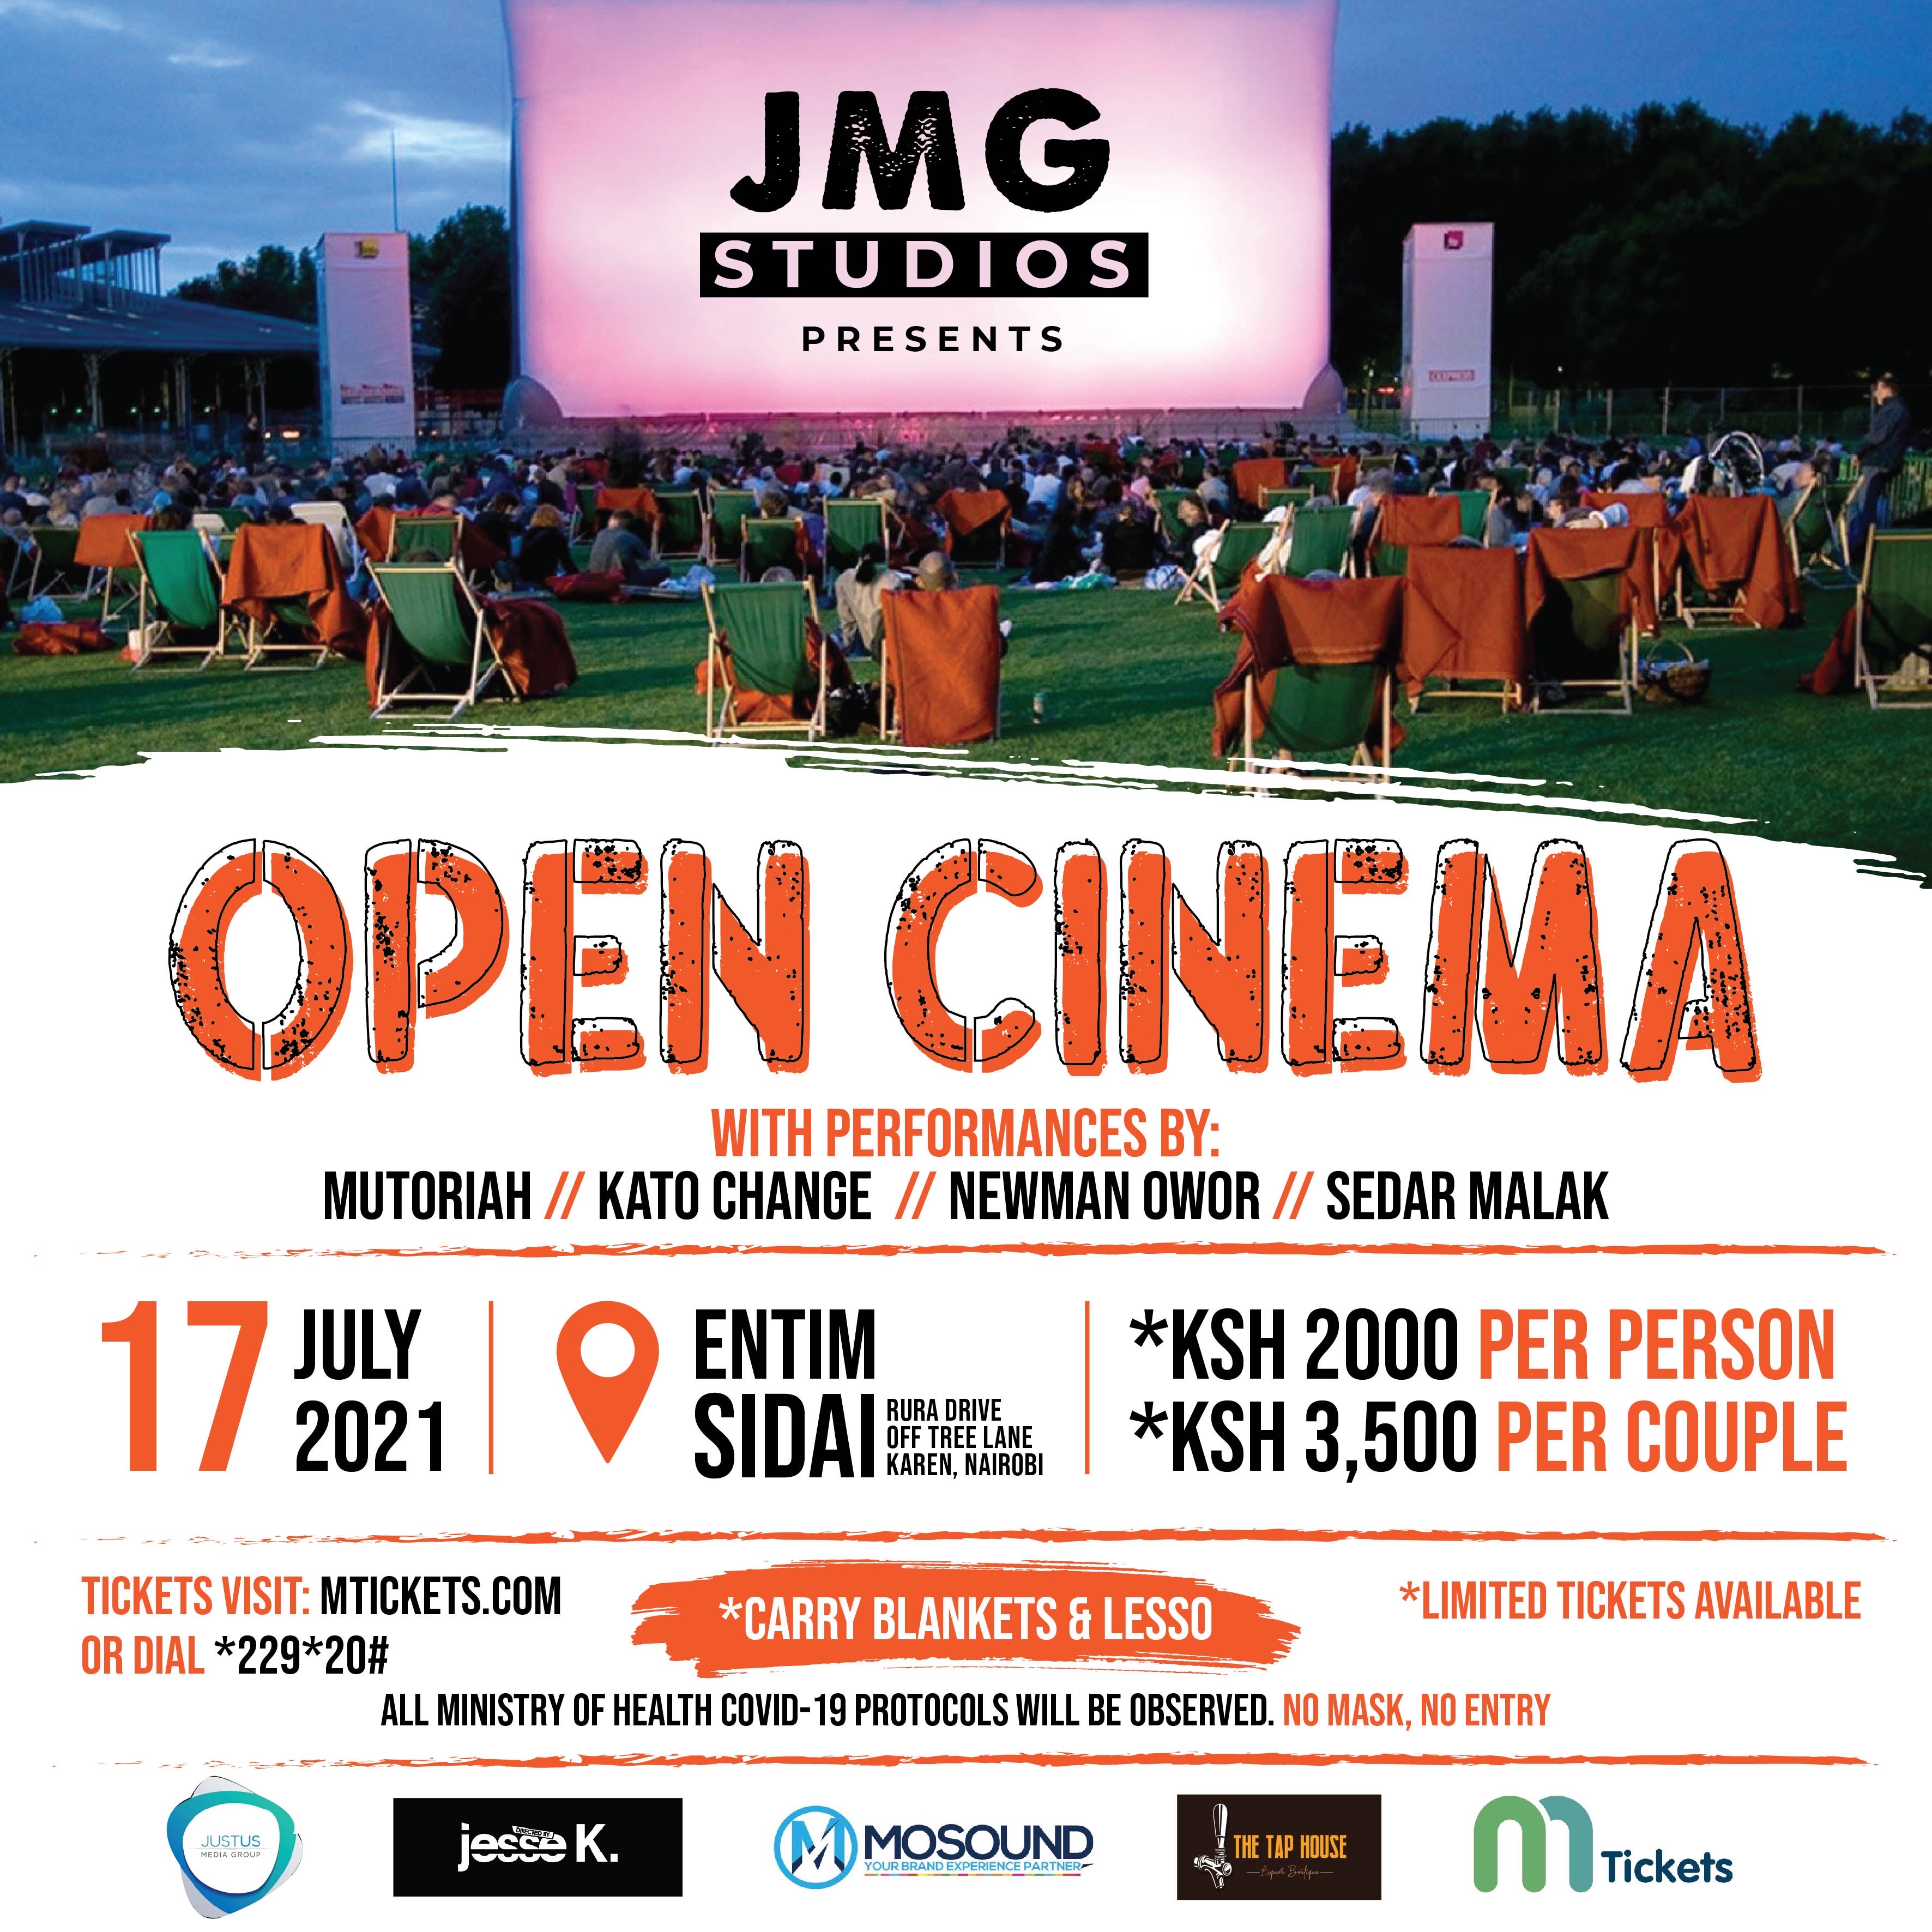 JMG
STUDIOS
PRESENTS
OPEN CINEMA
WITH PERFORMANCES BY:
MUTORIAH // KATO CHANGE // NEWMAN OWOR // SEDAR MALAK
17 JULY
2021
ENTIM
SIDAI
RURA DRIVE
OFF TREE LANE
KAREN, NAIROBI
*KSH 2000 PER PERSON
*KSH 3,500 PER COUPLE
TICKETS VISIT: MTICKETS.COM
OR DIAL *229*20#
*CARRY BLANKETS & LESSO
*LIMITED TICKETS AVAILABLE
ALL MINISTRY OF HEALTH COVID-19 PROTOCOLS WILL BE OBSERVED. NO MASK, NO ENTRY
JUSTUS
MEDIA GROUP
DIRECTED BY
jesse K.
MOSOUND
YOUR BRAND EXPERIENCE PARTNER
THE TAP HOUSE
Liquor Boutique
m Tickets